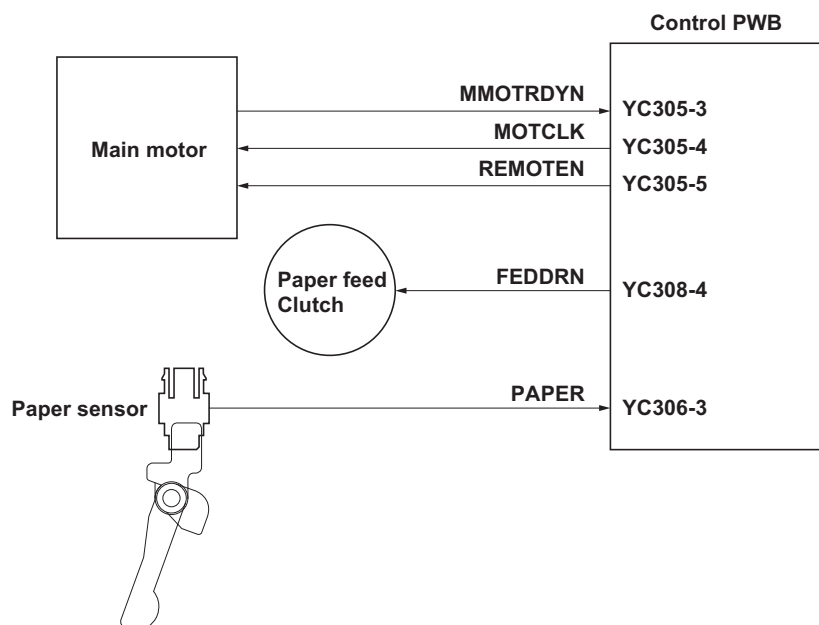 Control PWB
Main motor
MMOTRDYN
YC305-3
MOTCLK
YC305-4
REMOTEN
YC305-5
Paper feed
Clutch
FEDDRN
YC308-4
Paper sensor
PAPER
YC306-3